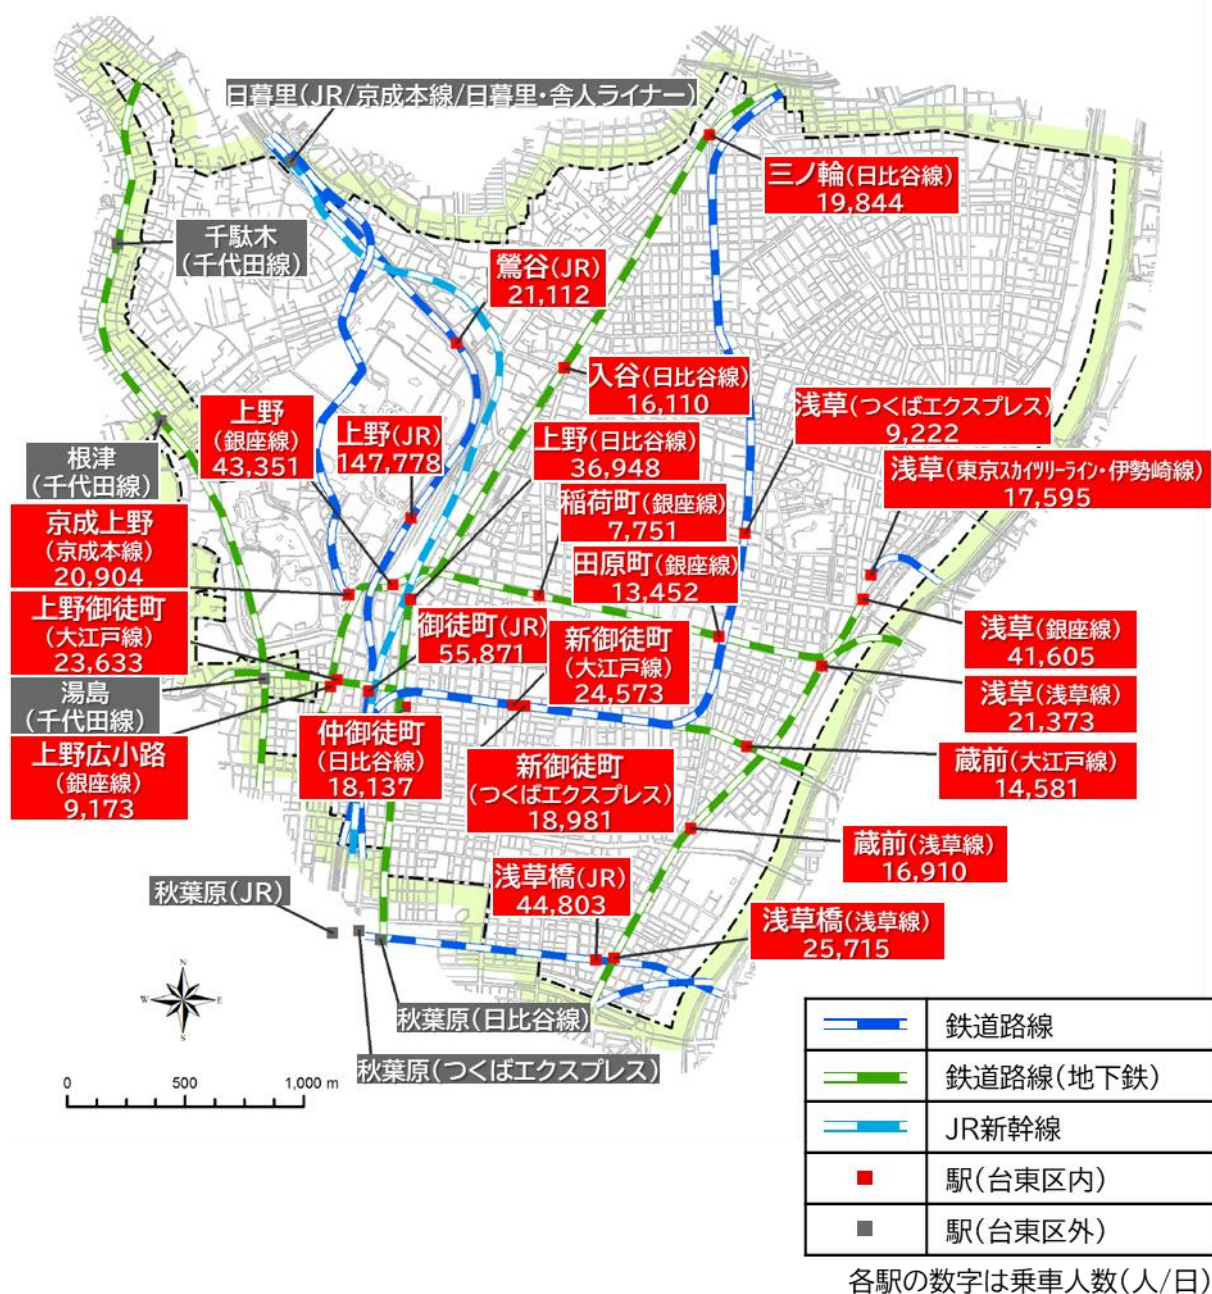 日暮里(JR/京成本線/日暮里・舎人ライナー)
三ノ輪(日比谷線)
19,844
千駄木
(千代田線)
鶯谷(JR)
21,112
入谷(日比谷線)
16,110
浅草(つくばエクスプレス)
9,222
上野
(銀座線)
43,351
上野(JR)
147,778
上野(日比谷線)
36,948
根津
(千代田線)
浅草(東京スカイツリーライン・伊勢崎線)
17,595
稲荷町(銀座線)
7,751
京成上野
(京成本線)
20,904
田原町(銀座線)
13,452
上野御徒町
(大江戸線)
23,633
御徒町(JR)
55,871
新御徒町
(大江戸線)
24,573
浅草(銀座線)
41,605
湯島
(千代田線)
浅草(浅草線)
21,373
仲御徒町
(日比谷線)
18,137
上野広小路
(銀座線)
9,173
新御徒町
(つくばエクスプレス)
18,981
蔵前(大江戸線)
14,581
蔵前(浅草線)
16,910
浅草橋(JR)
44,803
秋葉原(JR)
浅草橋(浅草線)
25,715
秋葉原(日比谷線)
秋葉原(つくばエクスプレス)
N
W E
S
0 500 1,000 m
鉄道路線
鉄道路線(地下鉄)
JR新幹線
駅(台東区内)
駅(台東区外)
各駅の数字は乗車人数(人/日)